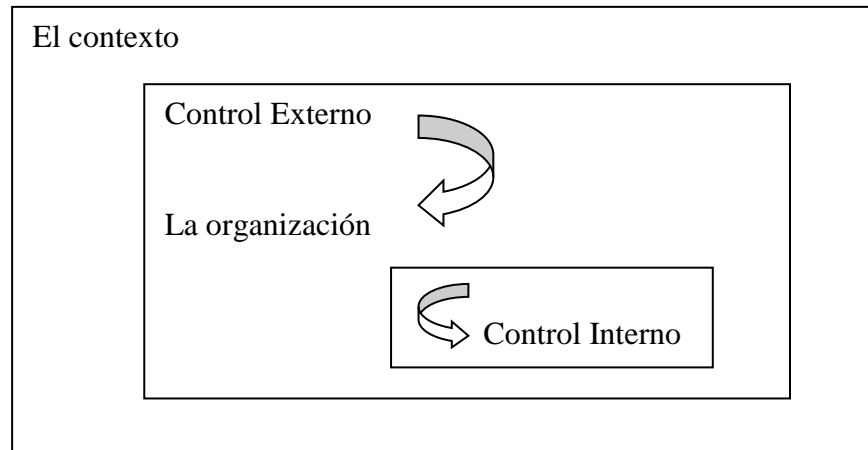 El contexto
Control Externo
La organización
Control Interno